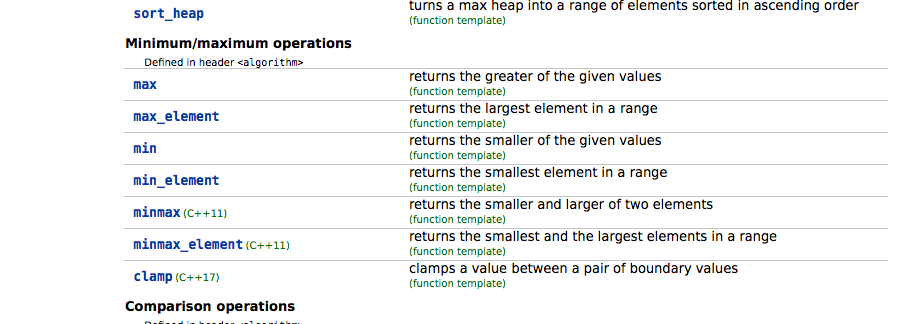 sort_heap turns a max heap into a range of elements sorted in ascending order
(function template)
Minimum/maximum operations
Defined in header <algorithm>
max returns the greater of the given values
(function template)
max_element returns the largest element in a range
(function template)
min returns the smaller of the given values
(function template)
min_element returns the smallest element in a range
(function template)
minmax (C++11) returns the smaller and larger of two elements
(function template)
minmax_element (C++11) returns the smallest and the largest elements in a range
(function template)
clamp (C++17) clamps a value between a pair of boundary values
(function template)
Comparison operations
Defined in header <algorithm>